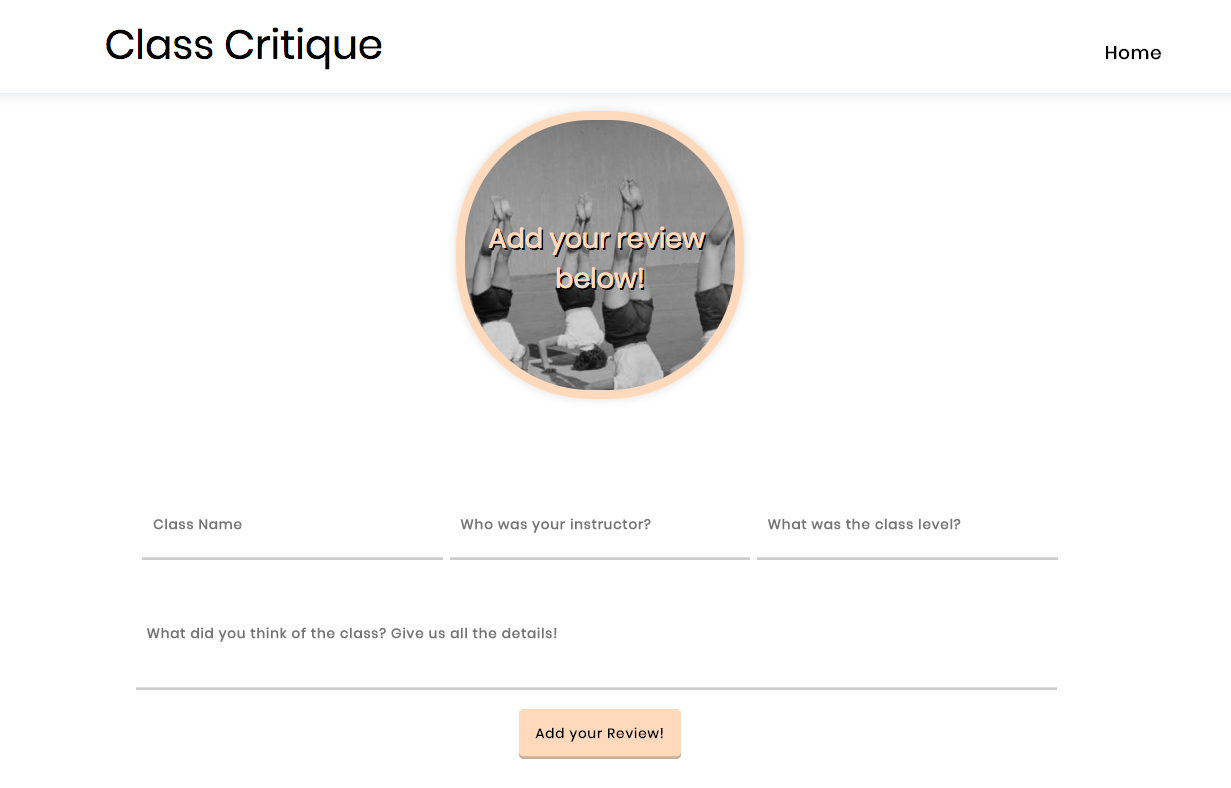 Class Critique
Home
Add your review
below!
Class Name
Who was your instructor?
What was the class level?
What did you think of the class? Give us all the details!
Add your Review!